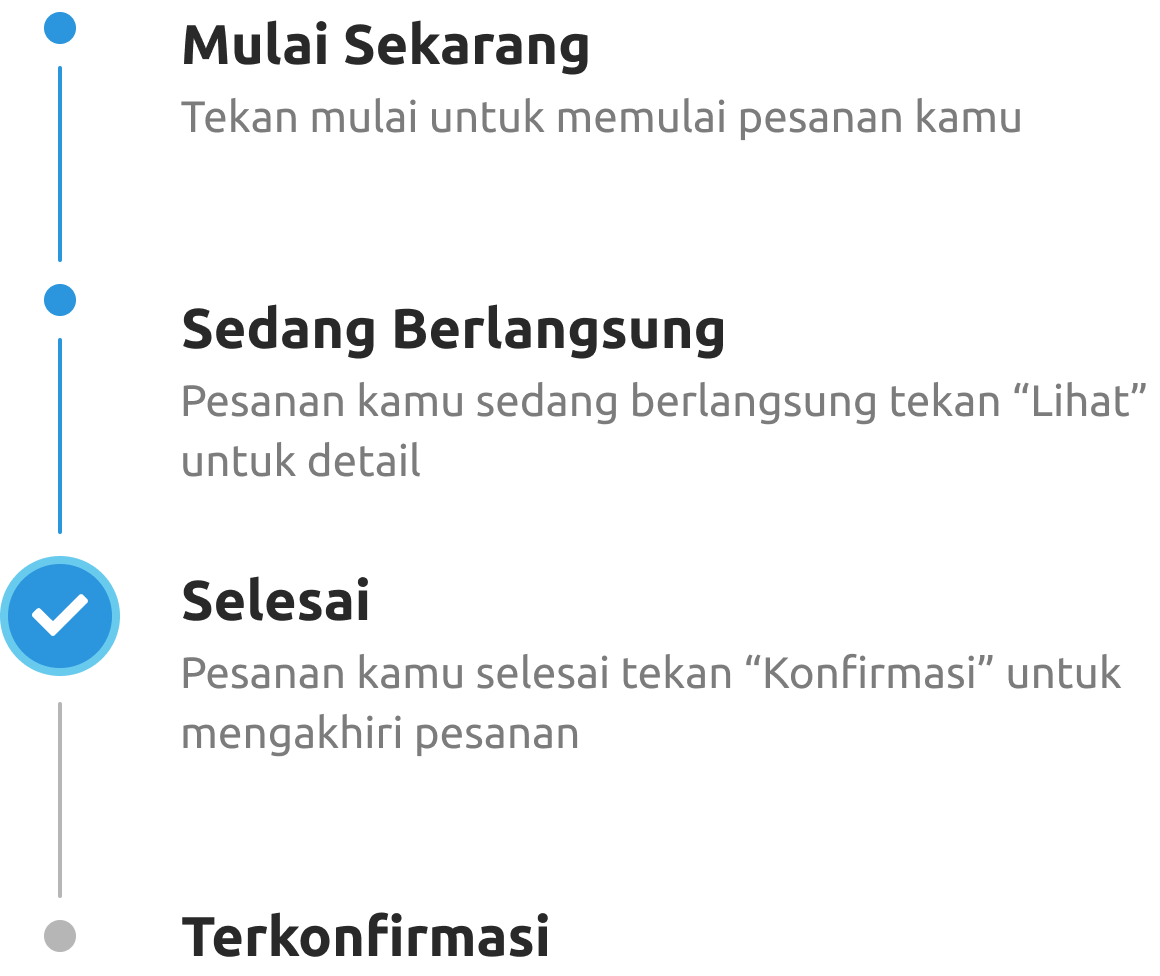 Mulai Sekarang
Tekan mulai untuk memulai pesanan kamu
Sedang Berlangsung
Pesanan kamu sedang berlangsung tekan “Lihat”
untuk detail
Selesai
Pesanan kamu selesai tekan “Konfirmasi” untuk
mengakhiri pesanan
Terkonfirmasi